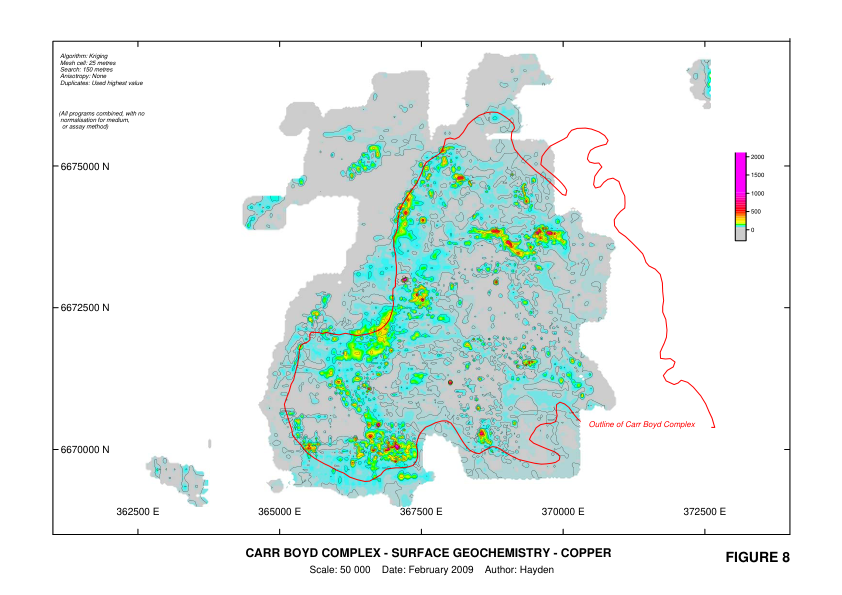 Algorithm: Kriging
Mesh cell: 25 metres
Search: 150 metres
Anisotropy: None
Duplicates: Used highest value
(All programs combined, with no
normalisation for medium,
or assay method)
6675000 N
2000
1500
1000
500
0
6672500 N
Outline of Carr Boyd Complex
6670000 N
362500 E
365000 E
367500 E
370000 E
372500 E
CARR BOYD COMPLEX - SURFACE GEOCHEMISTRY - COPPER
FIGURE 8
Scale: 50 000 Date: February 2009 Author: Hayden